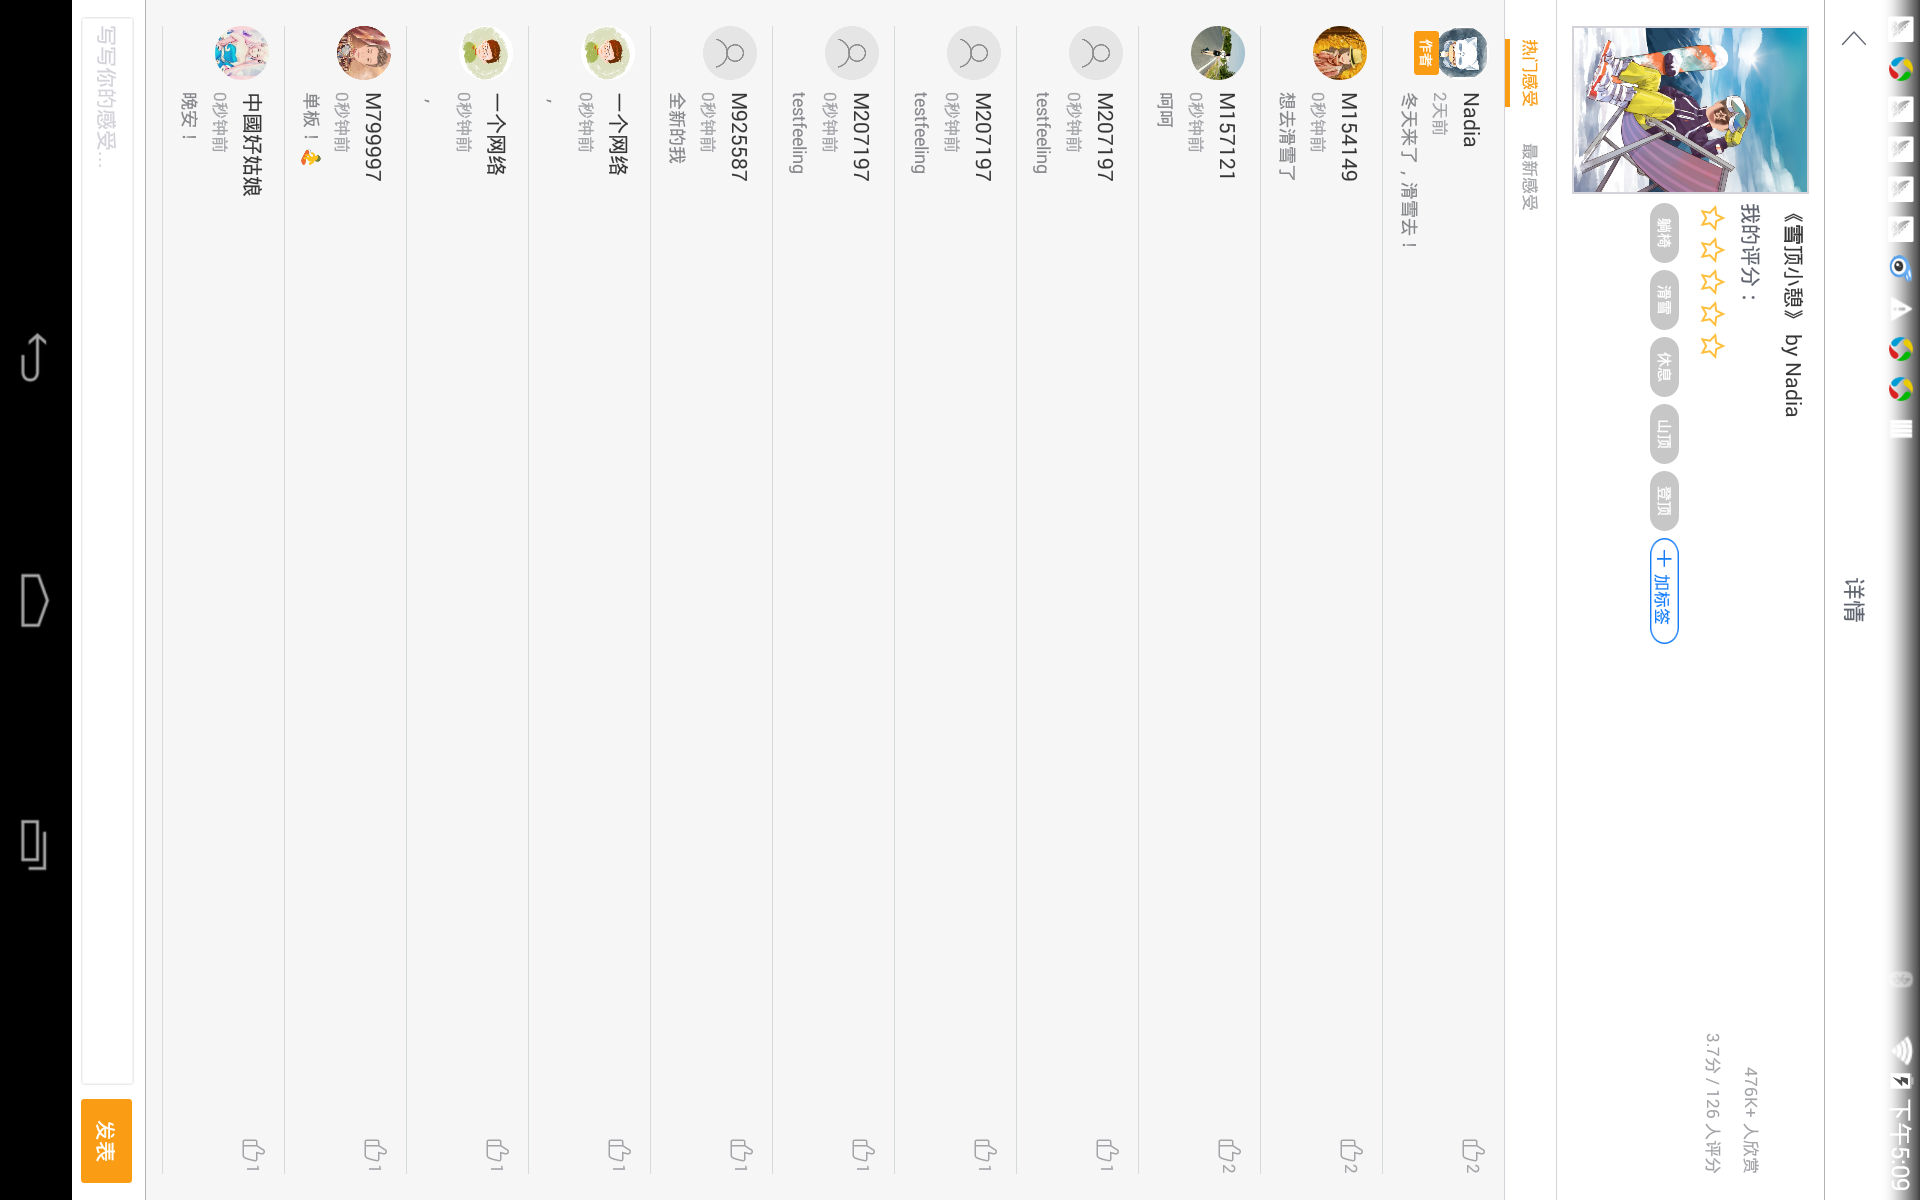 下午5:09
详情
《雪顶小憩》 by Nadia
我的评分：
476K+ 人欣赏
3.7分 / 126 人评分
躺椅 滑雪 休息 山顶 登顶 + 加标签
热门感受 最新感受
作者
Nadia
2天前
冬天来了，滑雪去！
2
M154149
0秒钟前
想去滑雪了
2
M157121
0秒钟前
呵呵
2
M207197
0秒钟前
testfeeling
1
M207197
0秒钟前
testfeeling
1
M207197
0秒钟前
testfeeling
1
M925587
0秒钟前
全新的我
1
一个网络
0秒钟前
，
1
一个网络
0秒钟前
，
1
M799997
0秒钟前
单板！🏂
1
中國好姑娘
0秒钟前
晚安！
1
写写你的感受...
发表